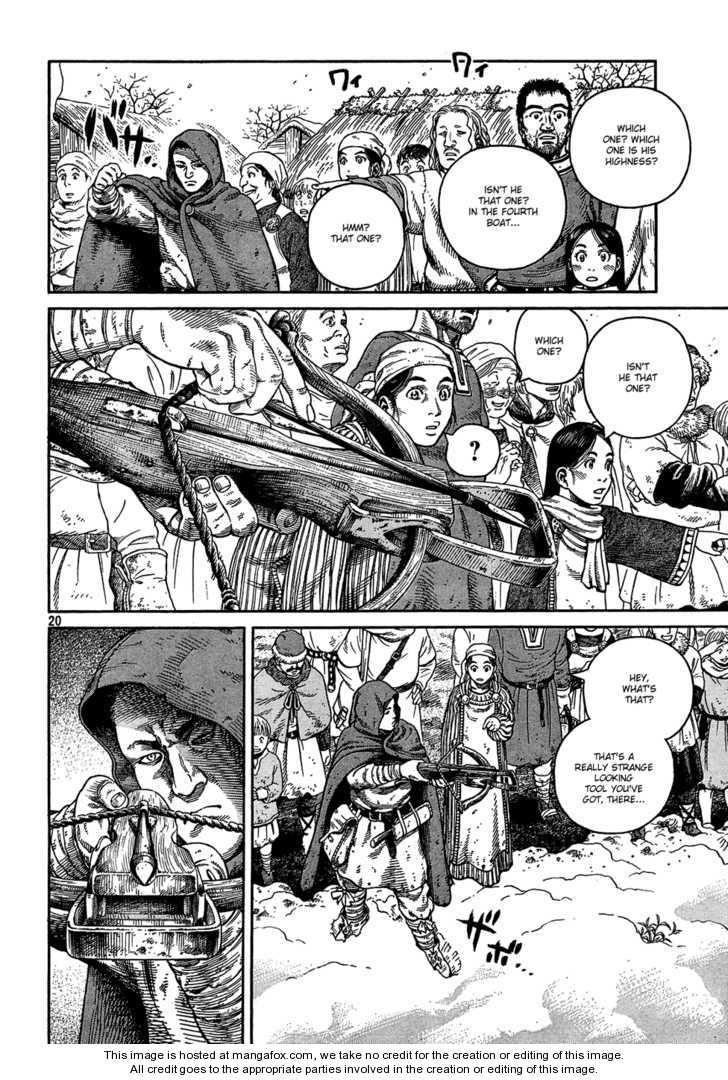 ワイ
ワイ
バサ
WHICH
ONE? WHICH
ONE IS HIS
HIGHNESS?
ISN'T HE
THAT ONE?
IN THE FOURTH
BOAT...
HMM?
THAT ONE?
ISN'T
HE THAT
ONE?
WHICH
ONE?
?
20
HEY,
WHAT'S
THAT?
THAT'S A
REALLY STRANGE
LOOKING
TOOL YOU'VE
GOT, THERE...
ザボ...
This image is hosted at mangafox.com, we take no credit for the creation or editing of this image.
All credit goes to the appropriate parties involved in the creation or editing of this image.